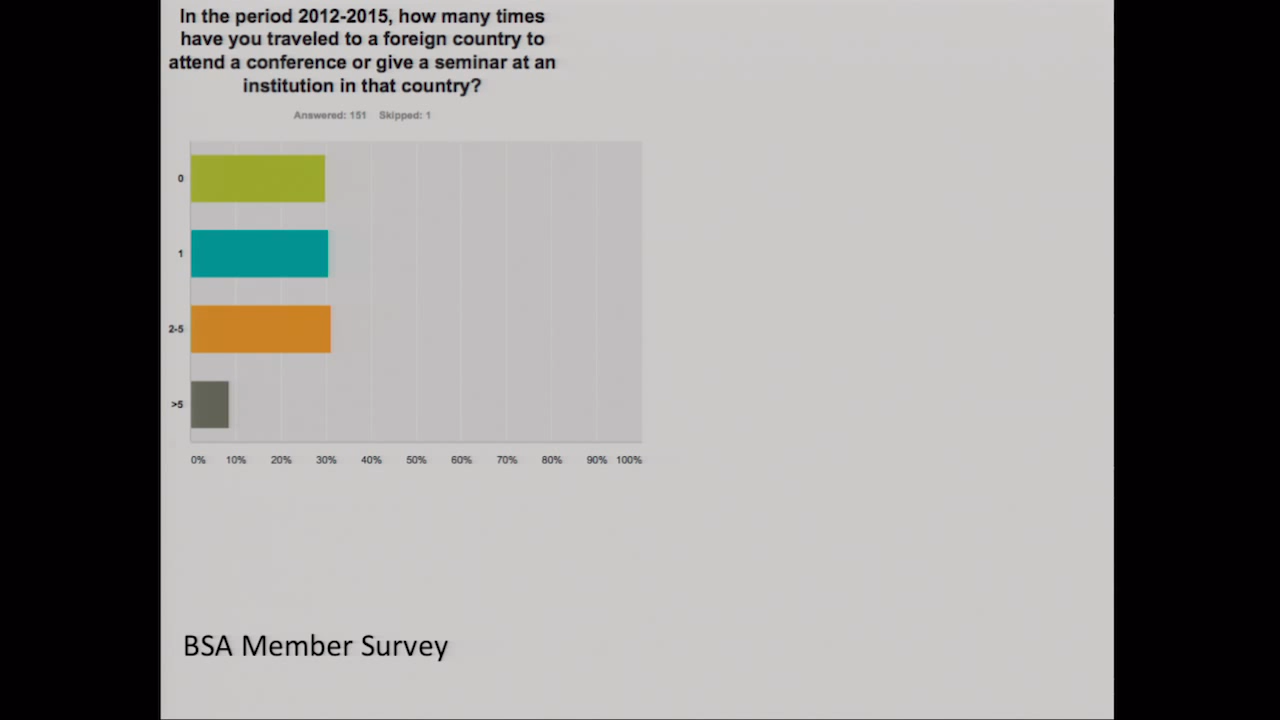 In the period 2012-2015, how many times
have you traveled to a foreign country to
attend a conference or give a seminar at an
institution in that country?
Answered: 151 Skipped: 1
0
1
2-5
>5
0% 10% 20% 30% 40% 50% 60% 70% 80% 90% 100%
BSA Member Survey